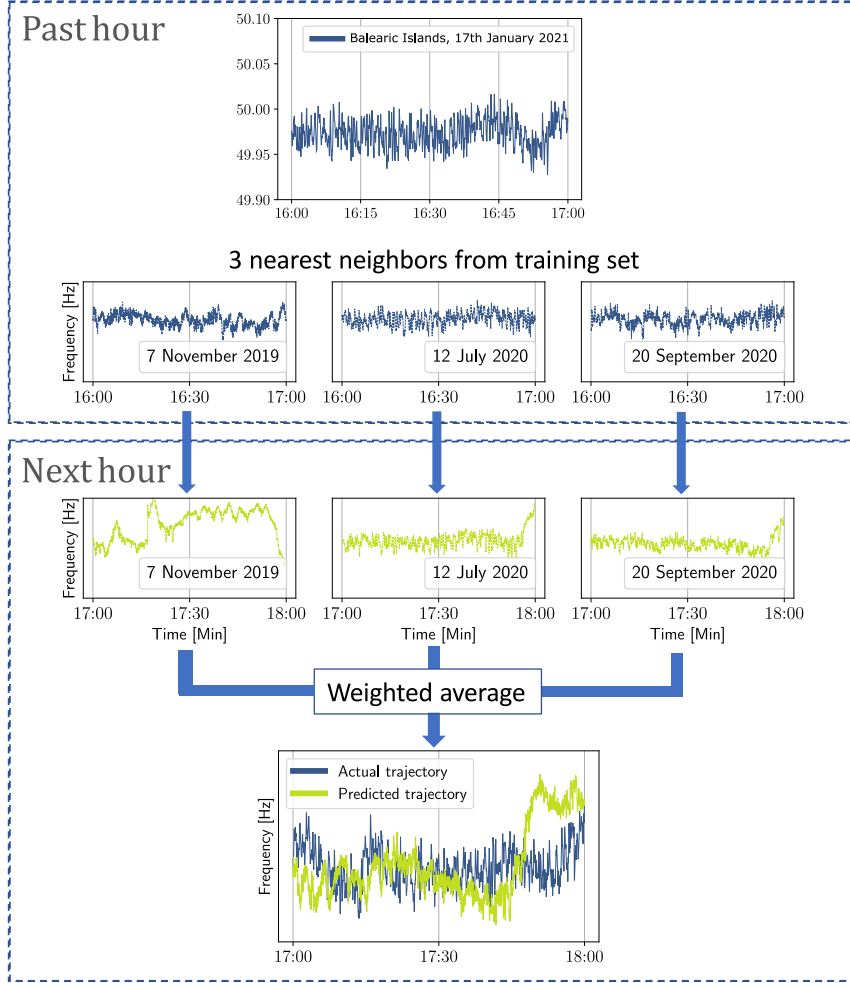 Past hour
50.10
50.05
50.00
49.95
49.90
Balearic Islands, 17th January 2021
16:00 16:15 16:30 16:45 17:00
3 nearest neighbors from training set
Frequency [Hz]
7 November 2019
12 July 2020
20 September 2020
16:00 16:30 17:00
16:00 16:30 17:00
16:00 16:30 17:00
Next hour
Frequency [Hz]
7 November 2019
12 July 2020
20 September 2020
17:00 17:30 18:00
17:00 17:30 18:00
17:00 17:30 18:00
Time [Min]
Time [Min]
Time [Min]
Weighted average
Frequency [Hz]
Actual trajectory
Predicted trajectory
17:00 17:30 18:00